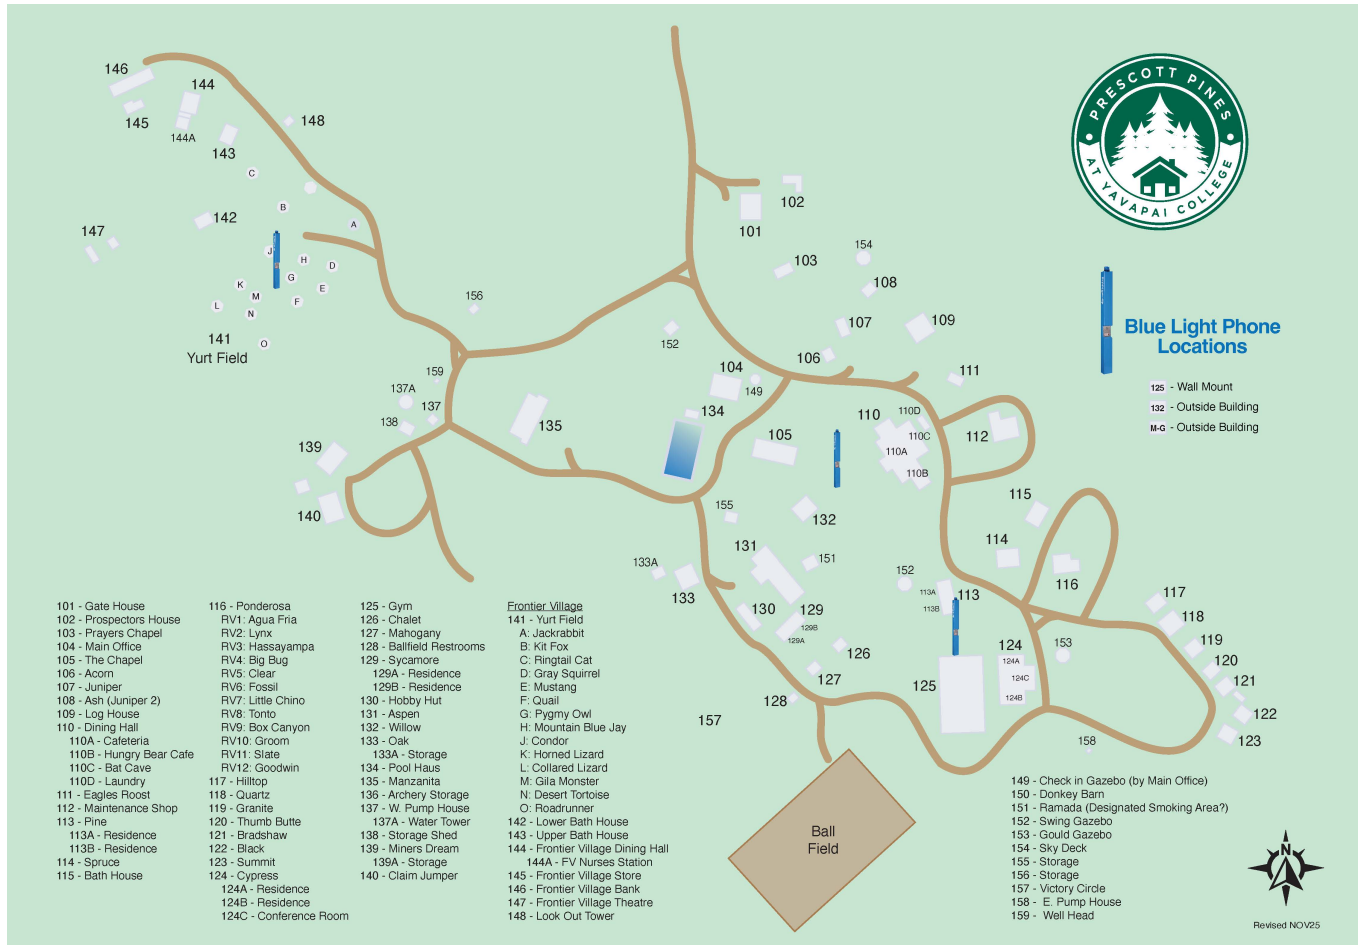 146
144
145
144A
143
148
C
B
A
142
147
J
H
D
G
K
E
M
F
L
N
141
Yurt Field
O
156
102
101
154
103
108
107
109
152
106
159
104
149
111
137A
137
138
134
135
110
110D
110C
112
105
110A
110B
139
140
155
132
115
131
151
114
133A
133
152
116
113A
113
113B
117
130
129
129B
129A
118
126
124
153
119
124A
120
124C
121
127
125
124B
128
122
157
158
123
PRESCOTT PINES
AT YAVAPAI COLLEGE
Blue Light Phone
Locations
125 - Wall Mount
132 - Outside Building
M-G - Outside Building
Ball
Field
101 - Gate House
102 - Prospectors House
103 - Prayers Chapel
104 - Main Office
105 - The Chapel
106 - Acorn
107 - Juniper
108 - Ash (Juniper 2)
109 - Log House
110 - Dining Hall
110A - Cafeteria
110B - Hungry Bear Cafe
110C - Bat Cave
110D - Laundry
111 - Eagles Roost
112 - Maintenance Shop
113 - Pine
113A - Residence
113B - Residence
114 - Spruce
115 - Bath House
116 - Ponderosa
RV1: Agua Fria
RV2: Lynx
RV3: Hassayampa
RV4: Big Bug
RV5: Clear
RV6: Fossil
RV7: Little Chino
RV8: Tonto
RV9: Box Canyon
RV10: Groom
RV11: Slate
RV12: Goodwin
117 - Hilltop
118 - Quartz
119 - Granite
120 - Thumb Butte
121 - Bradshaw
122 - Black
123 - Summit
124 - Cypress
124A - Residence
124B - Residence
124C - Conference Room
125 - Gym
126 - Chalet
127 - Mahogany
128 - Ballfield Restrooms
129 - Sycamore
129A - Residence
129B - Residence
130 - Hobby Hut
131 - Aspen
132 - Willow
133 - Oak
133A - Storage
134 - Pool Haus
135 - Manzanita
136 - Archery Storage
137 - W. Pump House
137A - Water Tower
138 - Storage Shed
139 - Miners Dream
139A - Storage
140 - Claim Jumper
Frontier Village
141 - Yurt Field
A: Jackrabbit
B: Kit Fox
C: Ringtail Cat
D: Gray Squirrel
E: Mustang
F: Quail
G: Pygmy Owl
H: Mountain Blue Jay
J: Condor
K: Horned Lizard
L: Collared Lizard
M: Gila Monster
N: Desert Tortoise
O: Roadrunner
142 - Lower Bath House
143 - Upper Bath House
144 - Frontier Village Dining Hall
144A - FV Nurses Station
145 - Frontier Village Store
146 - Frontier Village Bank
147 - Frontier Village Theatre
148 - Look Out Tower
149 - Check in Gazebo (by Main Office)
150 - Donkey Barn
151 - Ramada (Designated Smoking Area?)
152 - Swing Gazebo
153 - Gould Gazebo
154 - Sky Deck
155 - Storage
156 - Storage
157 - Victory Circle
158 - E. Pump House
159 - Well Head
N
Revised NOV25